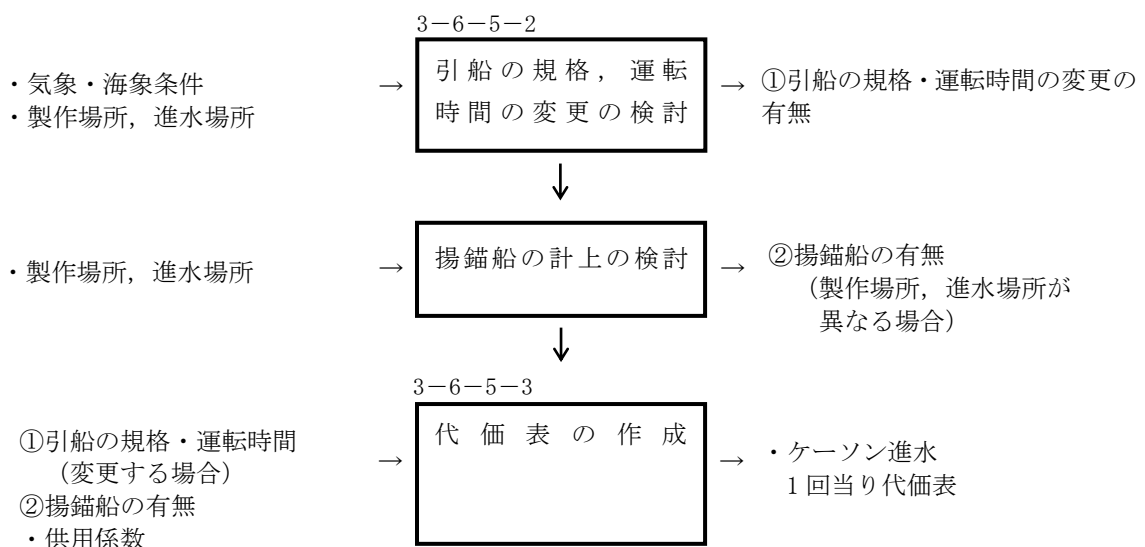 3－6－5－2
・気象・海象条件
・製作場所，進水場所
→
引船の規格，運転
時間の変更の検討
→
①引船の規格・運転時間の変更の
有無
↓
・製作場所，進水場所
→
揚錨船の計上の検討
→
②揚錨船の有無
（製作場所，進水場所が
異なる場合）
↓
3－6－5－3
①引船の規格・運転時間
（変更する場合）
②揚錨船の有無
・供用係数
→
代価表の作成
→
・ケーソン進水
1回当り代価表